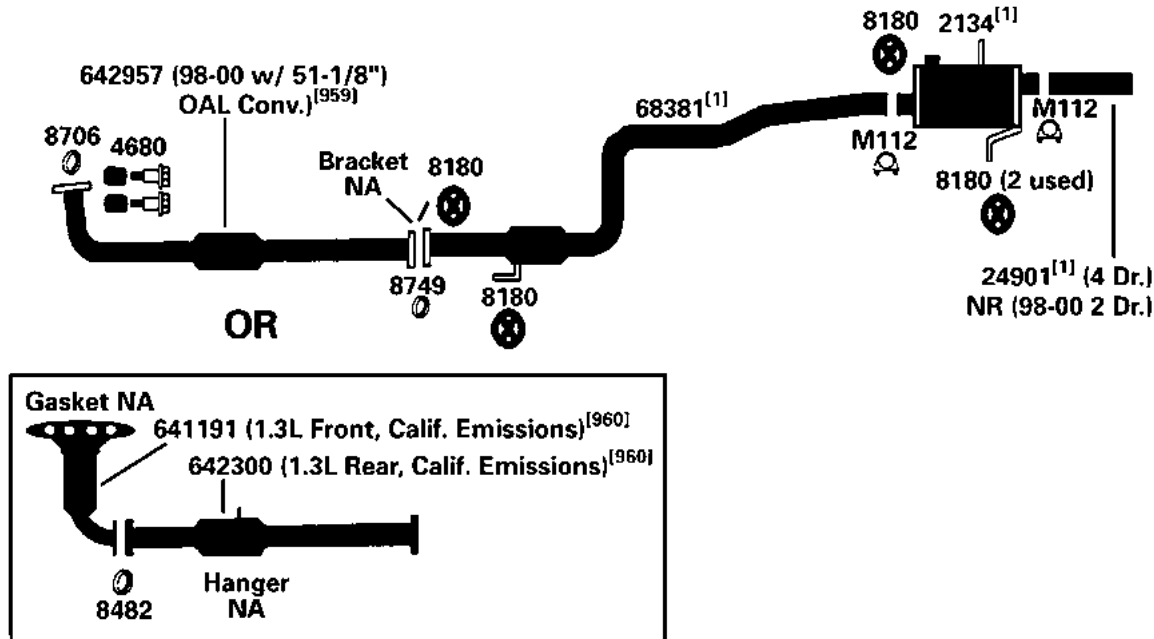 8180
2134[1]
642957 (98-00 w/ 51-1/8")
OAL Conv.)[959]
68381[1]
M112
M112
8706
4680
Bracket
NA
8180
8180 (2 used)
8749
8180
24901[1] (4 Dr.)
NR (98-00 2 Dr.)
OR
Gasket NA
641191 (1.3L Front, Calif. Emissions)[960]
642300 (1.3L Rear, Calif. Emissions)[960]
Hanger
NA
8482